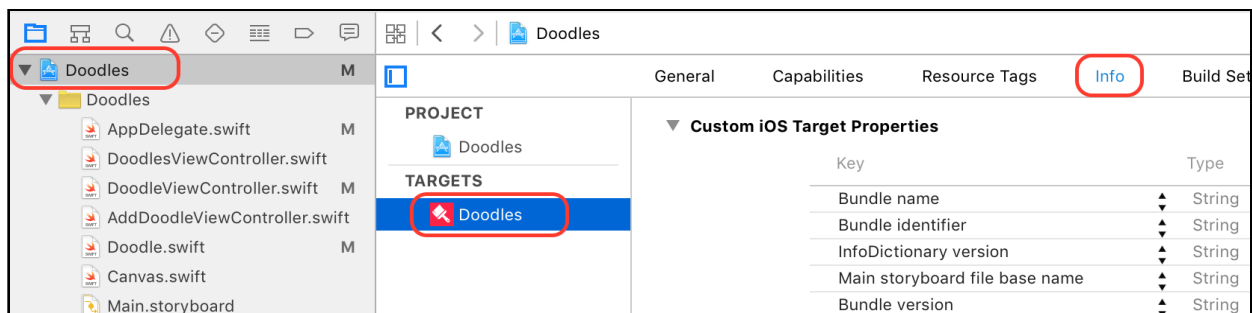 Doodles
Doodles M
Doodles
AppDelegate.swift M
DoodlesViewController.swift
DoodleViewController.swift M
AddDoodleViewController.swift
Doodle.swift M
Canvas.swift
Main.storyboard
General Capabilities Resource Tags Info Build Set
PROJECT
Doodles
TARGETS
Doodles
Custom iOS Target Properties
Key Type
Bundle name String
Bundle identifier String
InfoDictionary version String
Main storyboard file base name String
Bundle version String